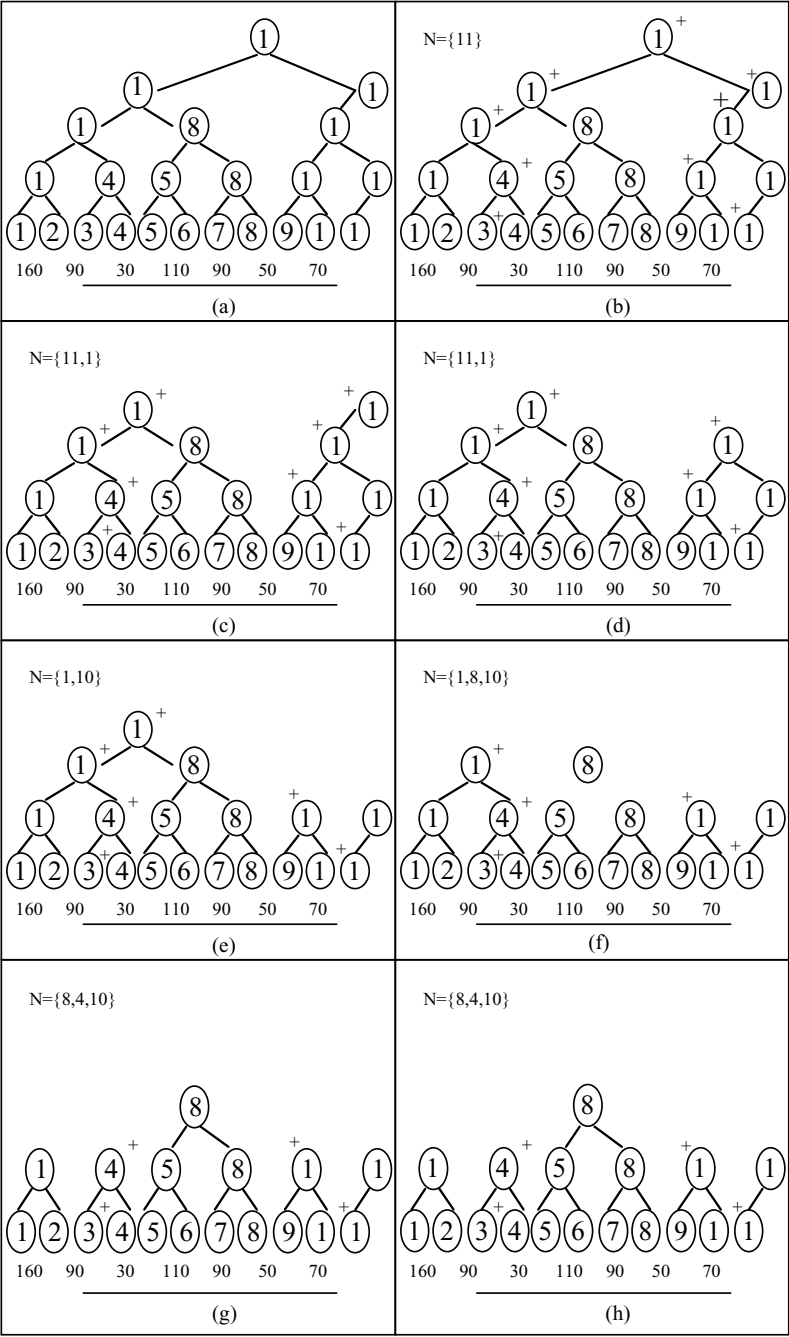 1
1 1
1 8 1
1 4 5 8 1 1
1 2 3 4 5 6 7 8 9 1 1
160 90 30 110 90 50 70
(a)
N={11}
1 +
1 + + 1
1 + 8 + 1
1 4 + 5 8 + 1 1
1 2 3 + 4 5 6 7 8 9 1 + 1
160 90 30 110 90 50 70
(b)
N={11,1}
1 + + 1
1 + 8 + 1
1 4 + 5 8 + 1 1
1 2 3 + 4 5 6 7 8 9 1 + 1
160 90 30 110 90 50 70
(c)
N={11,1}
1 +
1 + 8 + 1
1 4 + 5 8 + 1 1
1 2 3 + 4 5 6 7 8 9 1 + 1
160 90 30 110 90 50 70
(d)
N={1,10}
1 +
1 + 8
1 4 + 5 8 + 1 1
1 2 3 + 4 5 6 7 8 9 1 + 1
160 90 30 110 90 50 70
(e)
N={1,8,10}
1 + 8
1 4 + 5 8 + 1 1
1 2 3 + 4 5 6 7 8 9 1 + 1
160 90 30 110 90 50 70
(f)
N={8,4,10}
8
1 4 + 5 8 + 1 1
1 2 3 + 4 5 6 7 8 9 1 + 1
160 90 30 110 90 50 70
(g)
N={8,4,10}
8
1 4 + 5 8 + 1 1
1 2 3 + 4 5 6 7 8 9 1 + 1
160 90 30 110 90 50 70
(h)